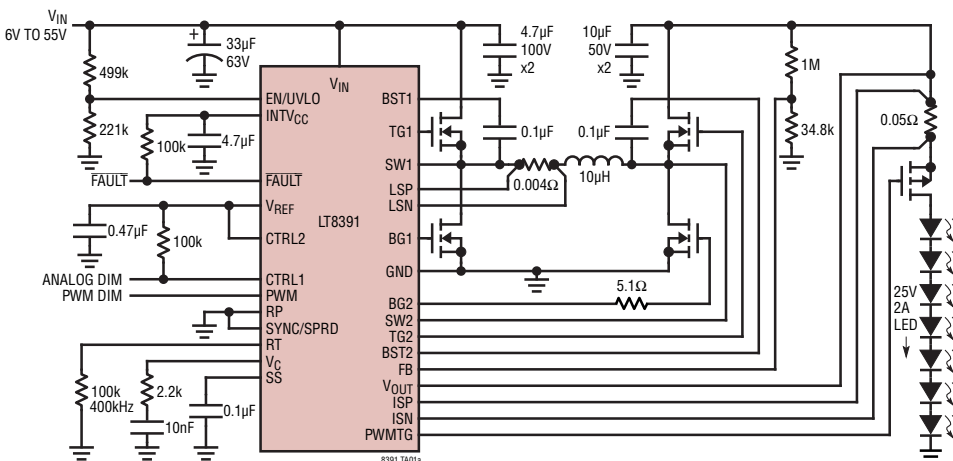 VIN
6V TO 55V
499k
221k
+
33µF
63V
4.7µF
100V
x2
10µF
50V
x2
1M
34.8k
0.05Ω
100k
4.7µF
FAULT
0.47µF
100k
ANALOG DIM
PWM DIM
100k
400kHz
2.2k
10nF
0.1µF
VIN
EN/UVLO
INTVCC
FAULT
VREF
CTRL2
CTRL1
PWM
RP
SYNC/SPRD
RT
VC
SS
LT8391
BST1
TG1
SW1
LSP
LSN
BG1
GND
BG2
SW2
TG2
BST2
FB
VOUT
ISP
ISN
PWMTG
0.1µF
0.1µF
0.004Ω
10µH
5.1Ω
25V
2A
LED
8391 TA01a